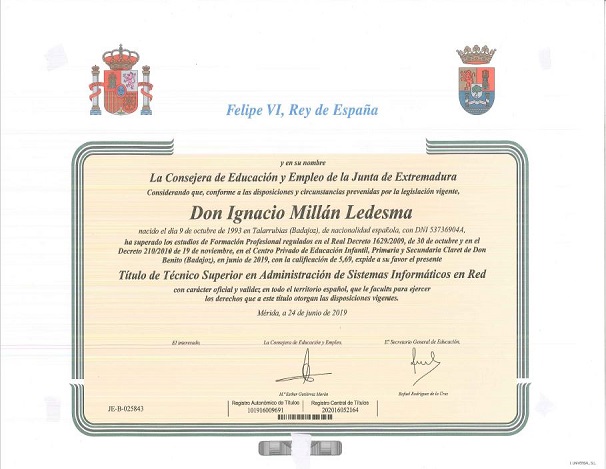 Felipe VI, Rey de España
y en su nombre
La Consejera de Educación y Empleo de la Junta de Extremadura
Considerando que, conforme a las disposiciones y circunstancias prevenidas por la legislación vigente,
Don Ignacio Millán Ledesma
nacido el día 9 de octubre de 1993 en Talarrubias (Badajoz), de nacionalidad española, con DNI 53736904A,
ha superado los estudios de Formación Profesional regulados en el Real Decreto 1629/2009, de 30 de octubre y en el
Decreto 210/2010 de 19 de noviembre, en el Centro Privado de Educación Infantil, Primaria y Secundaria Claret de Don
Benito (Badajoz), en junio de 2019, con la calificación de 5,69, expide a su favor el presente
Título de Técnico Superior en Administración de Sistemas Informáticos en Red
con carácter oficial y validez en todo el territorio español, que le faculta para ejercer
los derechos que a este título otorgan las disposiciones vigentes.
Mérida, a 24 de junio de 2019
El interesado, La Consejera de Educación y Empleo, El Secretario General de Educación,
Mª Esther Gutiérrez Morán Rafael Rodríguez de la Cruz
JE-B-025843
Registro Autonómico de Títulos Registro Central de Títulos
101916009691 202016052164